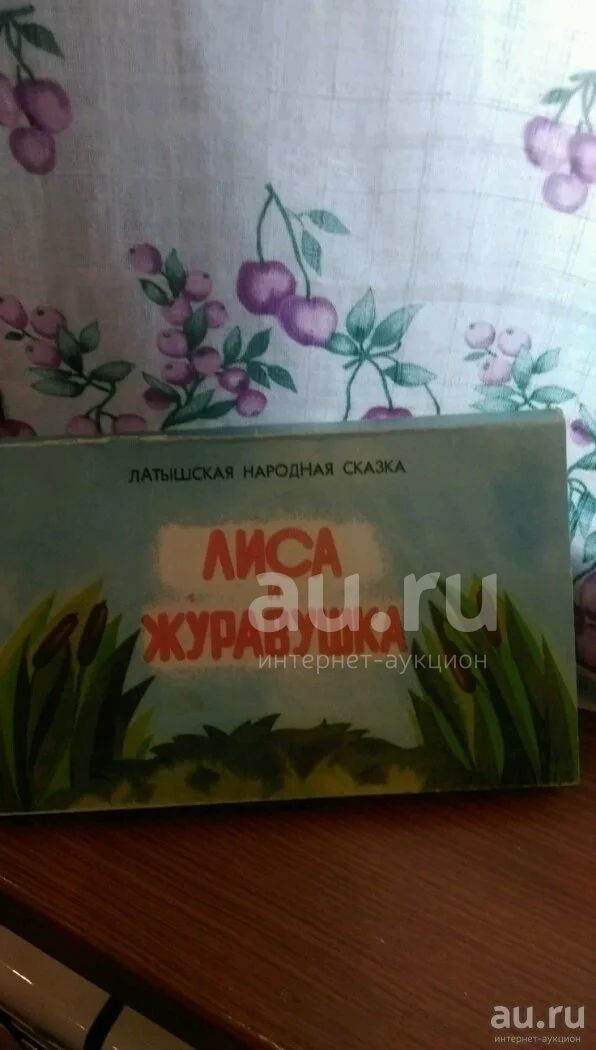 ЛАТЫШСКАЯ НАРОДНАЯ СКАЗКА
ЛИСА
и
ЖУРАВУШКА
au.ru
интернет-аукцион
au.ru
интернет-аукцион